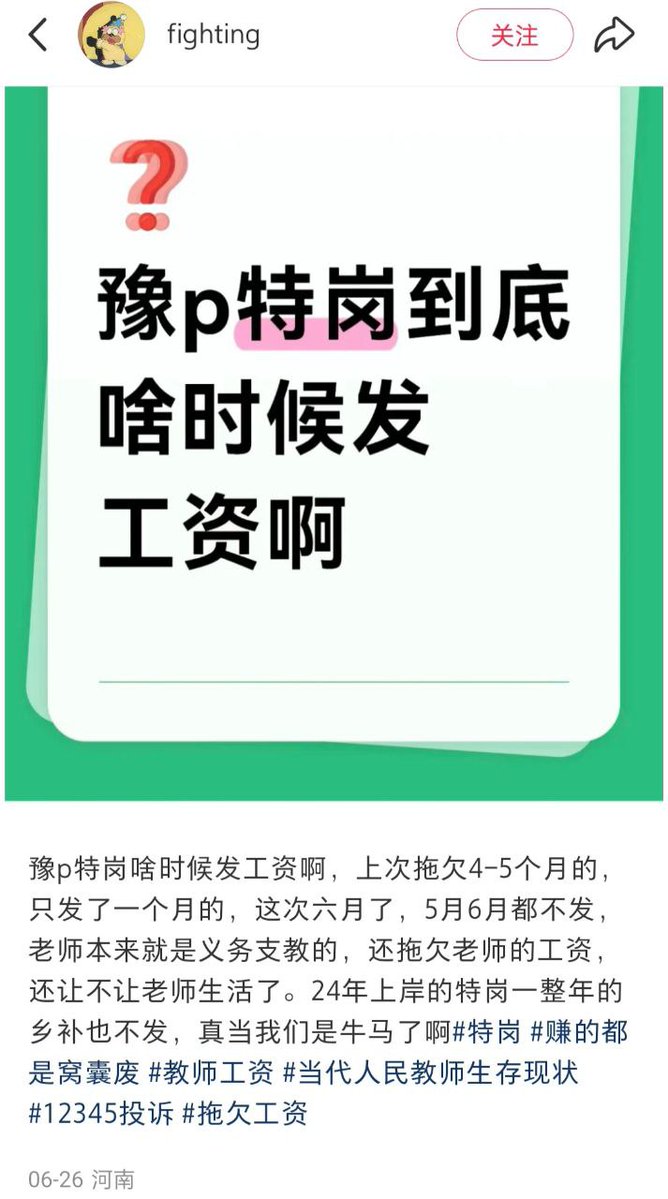 fighting
关注
❓
豫p特岗到底
啥时候发
工资啊
豫p特岗啥时候发工资啊，上次拖欠4-5个月的，
只发了一个月的，这次六月了，5月6月都不发，
老师本来就是义务支教的，还拖欠老师的工资，
还让不让老师生活了。24年上岸的特岗一整年的
乡补也不发，真当我们是牛马了啊#特岗 #赚的都
是窝囊废 #教师工资 #当代人民教师生存现状
#12345投诉 #拖欠工资
06-26 河南